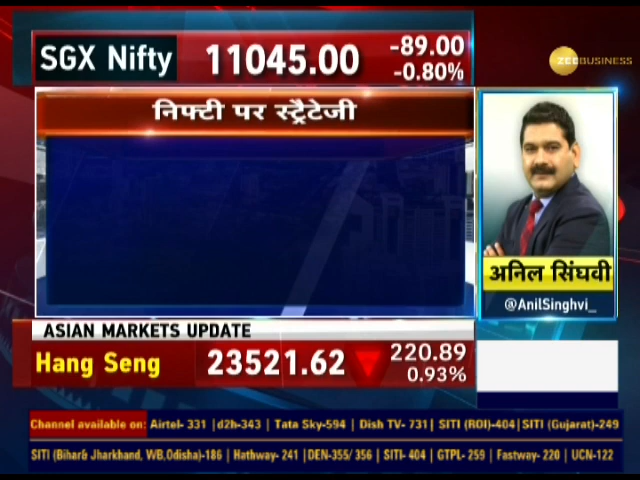 SGX Nifty 11045.00 -89.00
-0.80%
ZEEBUSINESS
निफ्टी पर स्ट्रैटेजी
अनिल सिंघवी
@AnilSinghvi_
ASIAN MARKETS UPDATE
Hang Seng 23521.62 220.89
0.93%
Channel available on: Airtel- 331 | d2h-343 | Tata Sky-594 | Dish TV- 731| SITI (ROI)-404|SITI (Gujarat)-249
SITI (Bihar& Jharkhand, WB,Odisha)-186 | Hathway- 241 |DEN-355/ 356 | SITI- 404 | GTPL- 259 | Fastway- 220 | UCN-122